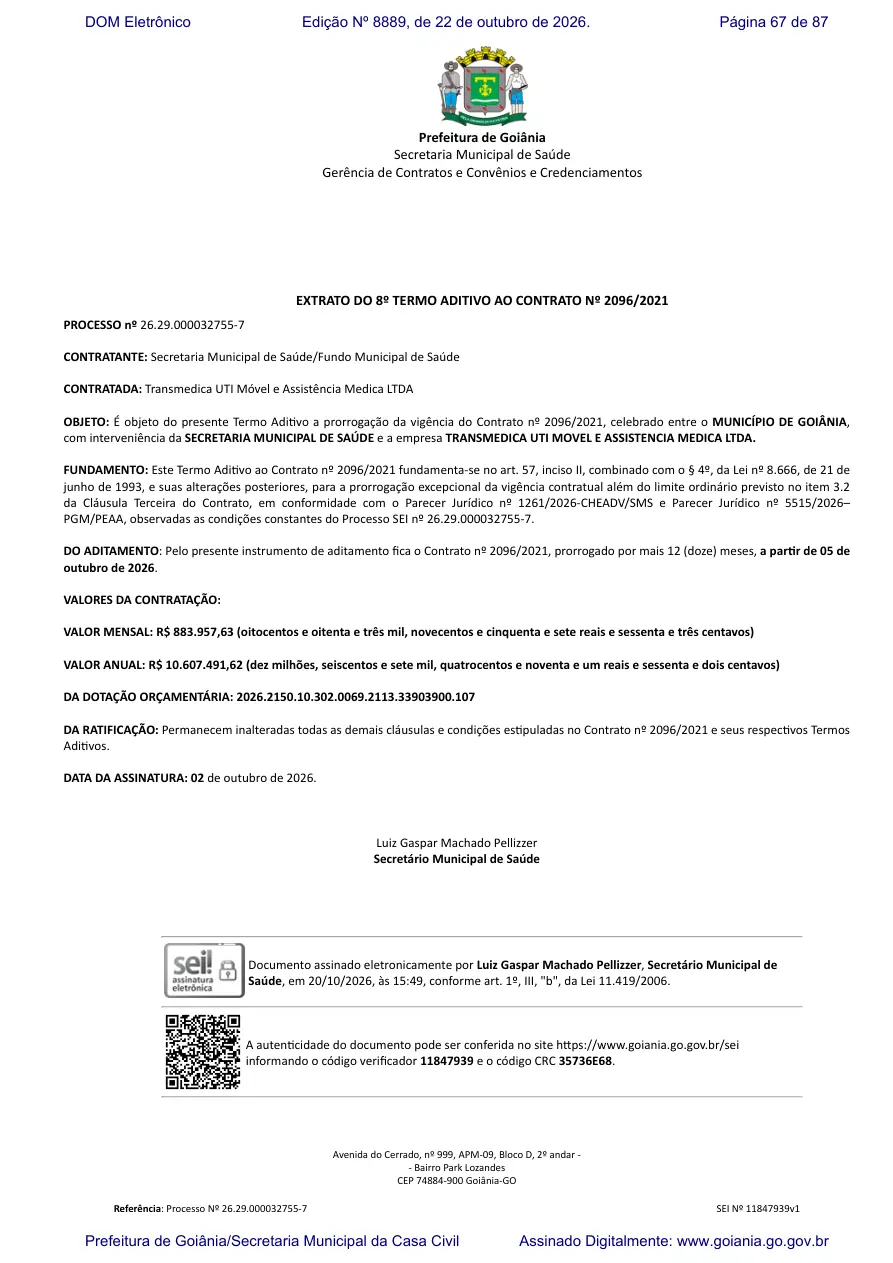 DOM Eletrônico Edição Nº 8889, de 22 de outubro de 2026. Página 67 de 87
Prefeitura de Goiânia
Secretaria Municipal de Saúde
Gerência de Contratos e Convênios e Credenciamentos
EXTRATO DO 8º TERMO ADITIVO AO CONTRATO Nº 2096/2021
PROCESSO nº 26.29.000032755-7
CONTRATANTE: Secretaria Municipal de Saúde/Fundo Municipal de Saúde
CONTRATADA: Transmedica UTI Móvel e Assistência Medica LTDA
OBJETO: É objeto do presente Termo Aditivo a prorrogação da vigência do Contrato nº 2096/2021, celebrado entre o MUNICÍPIO DE GOIÂNIA,
com interveniência da SECRETARIA MUNICIPAL DE SAÚDE e a empresa TRANSMEDICA UTI MOVEL E ASSISTENCIA MEDICA LTDA.
FUNDAMENTO: Este Termo Aditivo ao Contrato nº 2096/2021 fundamenta-se no art. 57, inciso II, combinado com o § 4º, da Lei nº 8.666, de 21 de
junho de 1993, e suas alterações posteriores, para a prorrogação excepcional da vigência contratual além do limite ordinário previsto no item 3.2
da Cláusula Terceira do Contrato, em conformidade com o Parecer Jurídico nº 1261/2026-CHEADV/SMS e Parecer Jurídico nº 5515/2026–
PGM/PEAA, observadas as condições constantes do Processo SEI nº 26.29.000032755-7.
DO ADITAMENTO: Pelo presente instrumento de aditamento fica o Contrato nº 2096/2021, prorrogado por mais 12 (doze) meses, a partir de 05 de
outubro de 2026.
VALORES DA CONTRATAÇÃO:
VALOR MENSAL: R$ 883.957,63 (oitocentos e oitenta e três mil, novecentos e cinquenta e sete reais e sessenta e três centavos)
VALOR ANUAL: R$ 10.607.491,62 (dez milhões, seiscentos e sete mil, quatrocentos e noventa e um reais e sessenta e dois centavos)
DA DOTAÇÃO ORÇAMENTÁRIA: 2026.2150.10.302.0069.2113.33903900.107
DA RATIFICAÇÃO: Permanecem inalteradas todas as demais cláusulas e condições estipuladas no Contrato nº 2096/2021 e seus respectivos Termos
Aditivos.
DATA DA ASSINATURA: 02 de outubro de 2026.
Luiz Gaspar Machado Pellizzer
Secretário Municipal de Saúde
sei!
assinatura
eletrônica
Documento assinado eletronicamente por Luiz Gaspar Machado Pellizzer, Secretário Municipal de
Saúde, em 20/10/2026, às 15:49, conforme art. 1º, III, "b", da Lei 11.419/2006.
A autenticidade do documento pode ser conferida no site https://www.goiania.go.gov.br/sei
informando o código verificador 11847939 e o código CRC 35736E68.
Avenida do Cerrado, nº 999, APM-09, Bloco D, 2º andar -
- Bairro Park Lozandes
CEP 74884-900 Goiânia-GO
Referência: Processo Nº 26.29.000032755-7 SEI Nº 11847939v1
Prefeitura de Goiânia/Secretaria Municipal da Casa Civil Assinado Digitalmente: www.goiania.go.gov.br